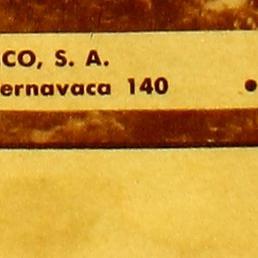 CO, S. A.
ernavaca 140 •